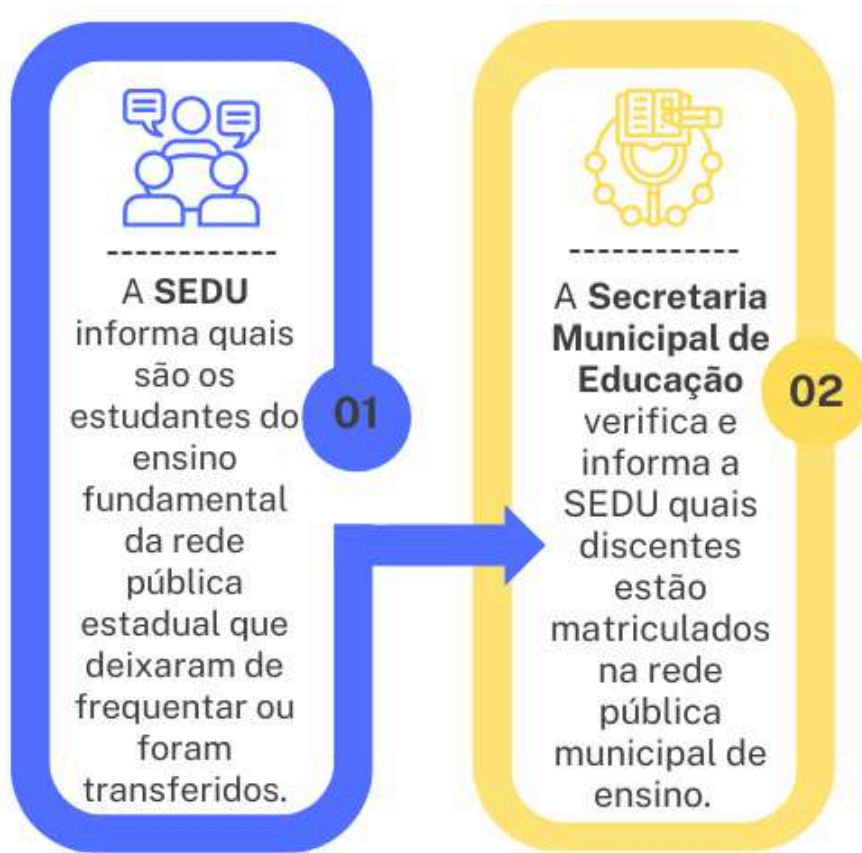 A SEDU
informa quais
são os
estudantes do
ensino
fundamental
da rede
pública
estadual que
deixaram de
frequentar ou
foram
transferidos.
01
A Secretaria
Municipal de
Educação
verifica e
informa a
SEDU quais
discentes
estão
matriculados
na rede
pública
municipal de
ensino.
02